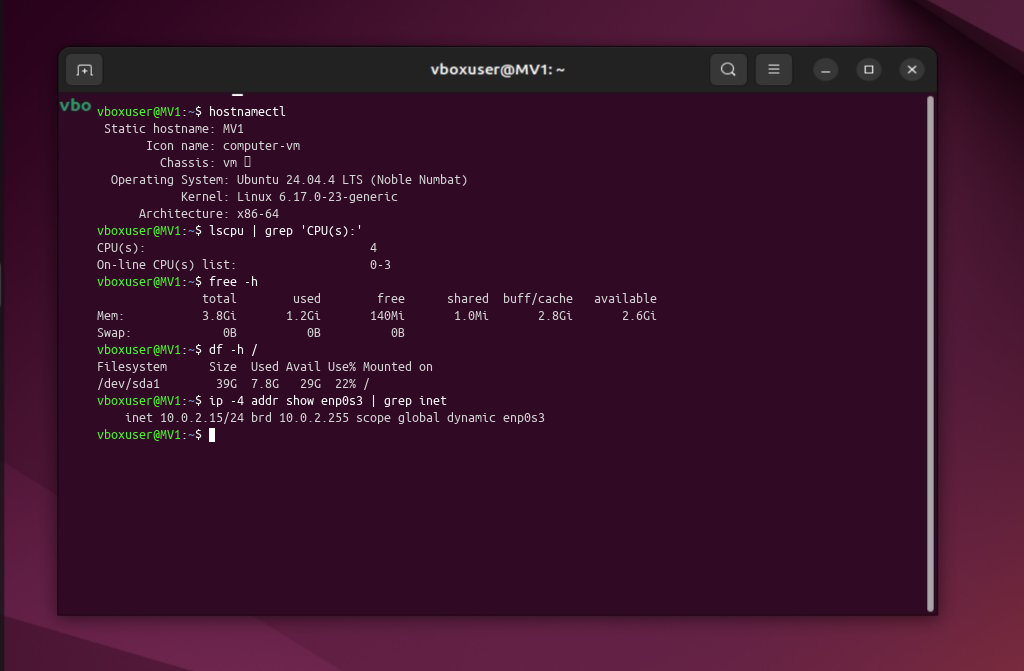 vboxuser@MV1: ~
vbo
vboxuser@MV1:~$ hostnamectl
 Static hostname: MV1
       Icon name: computer-vm
         Chassis: vm
  Operating System: Ubuntu 24.04.4 LTS (Noble Numbat)
            Kernel: Linux 6.17.0-23-generic
      Architecture: x86-64
vboxuser@MV1:~$ lscpu | grep 'CPU(s):'
CPU(s):                                4
On-line CPU(s) list:                   0-3
vboxuser@MV1:~$ free -h
               total        used        free      shared  buff/cache   available
Mem:           3.8Gi       1.2Gi       140Mi       1.0Mi       2.8Gi       2.6Gi
Swap:             0B          0B          0B
vboxuser@MV1:~$ df -h /
Filesystem      Size  Used Avail Use% Mounted on
/dev/sda1        39G  7.8G   29G  22% /
vboxuser@MV1:~$ ip -4 addr show enp0s3 | grep inet
    inet 10.0.2.15/24 brd 10.0.2.255 scope global dynamic enp0s3
vboxuser@MV1:~$